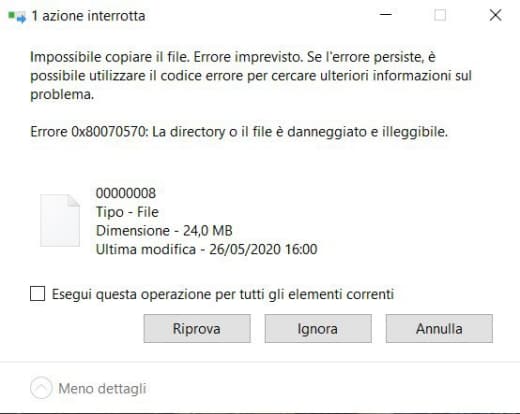 1 azione interrotta
Impossibile copiare il file. Errore imprevisto. Se l'errore persiste, è
possibile utilizzare il codice errore per cercare ulteriori informazioni sul
problema.
Errore 0x80070570: La directory o il file è danneggiato e illeggibile.
00000008
Tipo - File
Dimensione - 24,0 MB
Ultima modifica - 26/05/2020 16:00
Esegui questa operazione per tutti gli elementi correnti
Riprova
Ignora
Annulla
Meno dettagli